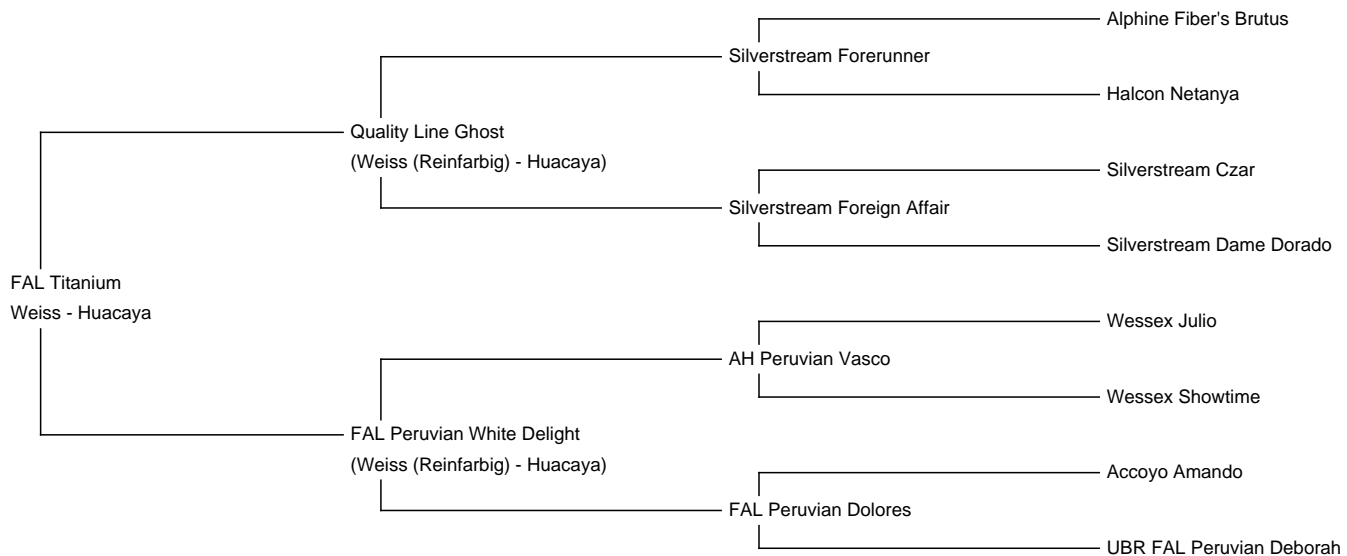 Alphine Fiber's Brutus
Silverstream Forerunner
Halcon Netanya
Quality Line Ghost
(Weiss (Reinfarbig) - Huacaya)
Silverstream Czar
Silverstream Foreign Affair
Silverstream Dame Dorado
FAL Titanium
Weiss - Huacaya
Wessex Julio
AH Peruvian Vasco
Wessex Showtime
FAL Peruvian White Delight
(Weiss (Reinfarbig) - Huacaya)
Accoyo Amando
FAL Peruvian Dolores
UBR FAL Peruvian Deborah